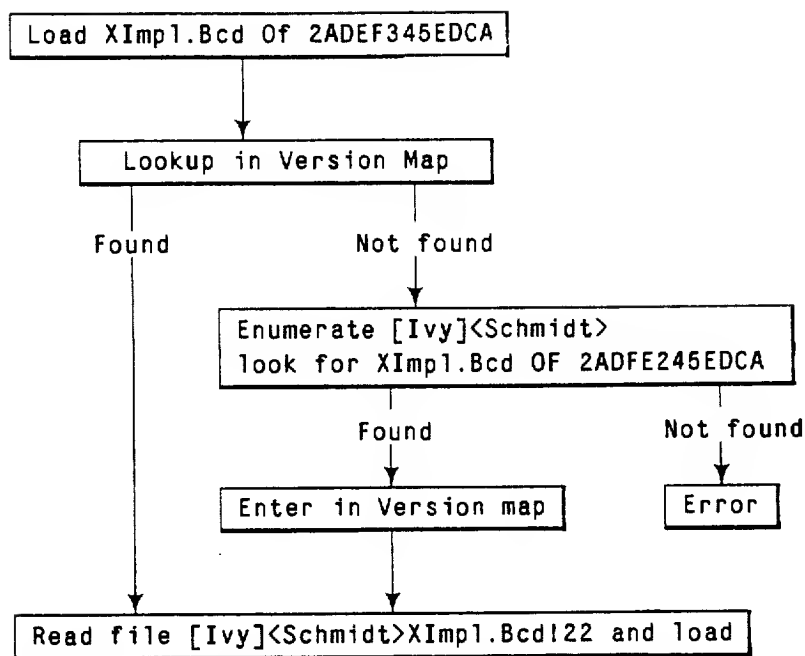 Load XImpl.Bcd Of 2ADEF345EDCA
Lookup in Version Map
Found
Not found
Enumerate [Ivy]<Schmidt>
look for XImpl.Bcd OF 2ADFE245EDCA
Found
Not found
Enter in Version map
Error
Read file [Ivy]<Schmidt>XImpl.Bcd!22 and load